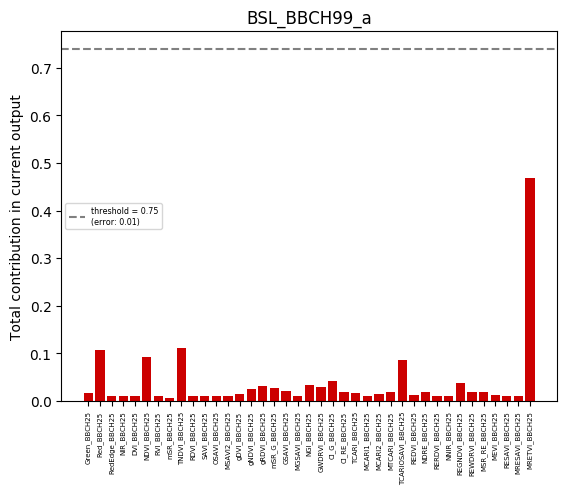 BSL_BBCH99_a
Total contribution in current output
0.7
0.6
0.5
0.4
0.3
0.2
0.1
0.0
threshold = 0.75
(error: 0.01)
Green_BBCH25
Red_BBCH25
RedEdge_BBCH25
NIR_BBCH25
DVI_BBCH25
NDVI_BBCH25
RVI_BBCH25
mSR_BBCH25
TNDVI_BBCH25
RDVI_BBCH25
SAVI_BBCH25
OSAVI_BBCH25
MSAVI2_BBCH25
gDVI_BBCH25
gNDVI_BBCH25
gRDVI_BBCH25
mSR_G_BBCH25
GSAVI_BBCH25
MGSAVI_BBCH25
NGI_BBCH25
GWDRVI_BBCH25
CI_G_BBCH25
CI_RE_BBCH25
TCARI_BBCH25
MCARI1_BBCH25
MCARI2_BBCH25
MTCARI_BBCH25
TCARIOSAVI_BBCH25
REDVI_BBCH25
NDRE_BBCH25
RERDVI_BBCH25
NNIR_BBCH25
REGNDVI_BBCH25
REWDRVI_BBCH25
MSR_RE_BBCH25
MEVI_BBCH25
RESAVI_BBCH25
MRESAVI_BBCH25
MRETVI_BBCH25